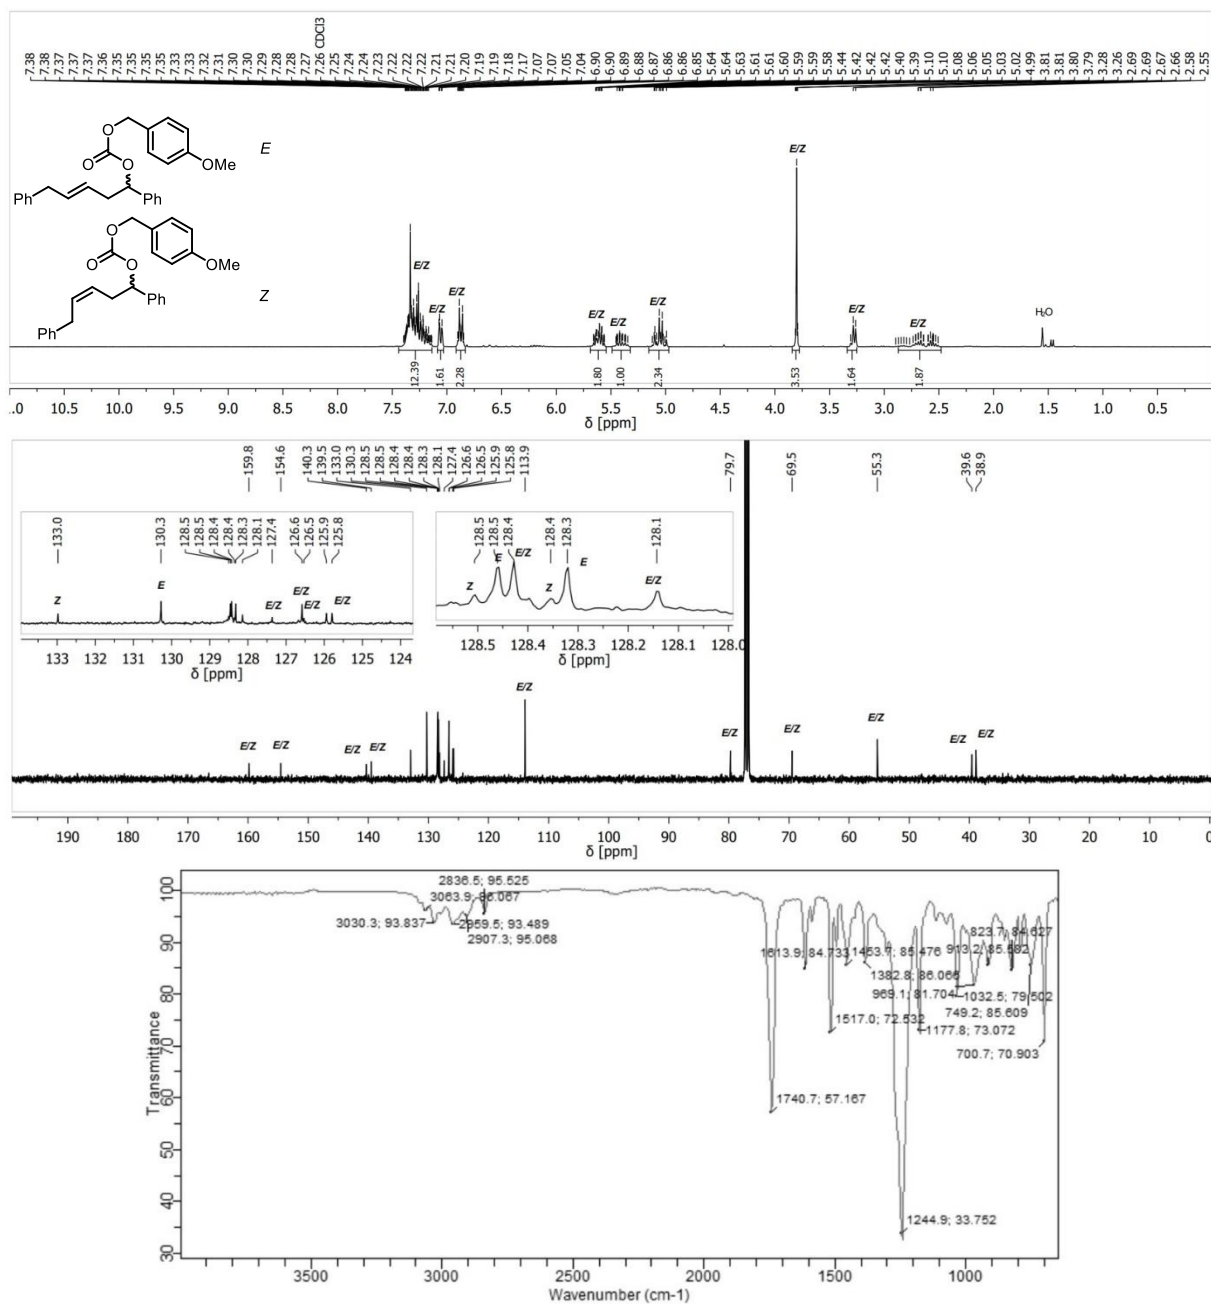 7.38 7.38 7.37 7.37 7.37 7.36 7.35 7.35 7.35 7.35 7.33 7.33 7.32 7.31 7.30 7.30 7.29 7.28 7.28 7.27 7.26 CDCl3 7.25 7.24 7.24 7.23 7.22 7.22 7.22 7.21 7.21 7.20 7.19 7.19 7.18 7.17 7.07 7.07 7.05 7.04 6.90 6.90 6.89 6.88 6.87 6.86 6.86 6.85 5.64 5.64 5.63 5.61 5.61 5.60 5.59 5.59 5.58 5.44 5.42 5.42 5.42 5.40 5.39 5.10 5.10 5.08 5.06 5.05 5.03 5.02 4.99 3.81 3.81 3.80 3.79 3.28 3.26 2.69 2.69 2.67 2.66 2.58 2.55
O O O O OMe E
Ph Ph
O O O O OMe Z
Ph Ph
E/Z E/Z E/Z E/Z E/Z E/Z E/Z E/Z E/Z H2O
12.39 1.61 2.28 1.80 1.00 2.34 3.53 1.64 1.87
.0 10.5 10.0 9.5 9.0 8.5 8.0 7.5 7.0 6.5 6.0 5.5 5.0 4.5 4.0 3.5 3.0 2.5 2.0 1.5 1.0 0.5
δ [ppm]
159.8 154.6 140.3 139.5 133.0 130.3 128.5 128.5 128.4 128.4 128.3 128.1 127.4 126.6 126.5 125.9 125.8 113.9 79.7 69.5 55.3 39.6 38.9
133.0 130.3 128.5 128.5 128.4 128.4 128.3 128.1 127.4 126.6 126.5 125.9 125.8
Z E E/Z E/Z E/Z E/Z
133 132 131 130 129 128 127 126 125 124
δ [ppm]
128.5 128.5 128.4 128.4 128.3 128.1
Z E E/Z Z E E/Z
128.5 128.4 128.3 128.2 128.1 128.0
δ [ppm]
E/Z E/Z E/Z E/Z E/Z E/Z E/Z E/Z E/Z E/Z
190 180 170 160 150 140 130 120 110 100 90 80 70 60 50 40 30 20 10 0
δ [ppm]
2836.5; 95.525
3063.9; 96.067
3030.3; 93.837
2959.5; 93.489
2907.3; 95.068
1613.9; 84.733
1453.7; 85.476
1382.8; 86.066
823.7; 84.627
913.2; 85.582
969.1; 81.704
1032.5; 79.502
749.2; 85.609
1517.0; 72.532
1177.8; 73.072
700.7; 70.903
1740.7; 57.167
1244.9; 33.752
Transmittance
100 90 80 70 60 50 40 30
3500 3000 2500 2000 1500 1000
Wavenumber (cm-1)